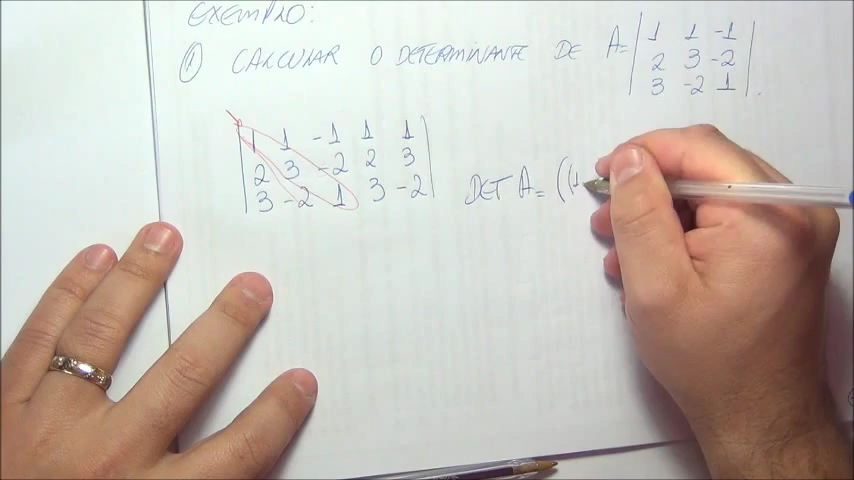 EXEMPLO:
① CALCULAR O DETERMINANTE DE A= | 1 1 -1 |
| 2 3 -2 |
| 3 -2 1 | .
| 1 1 -1 1 1 |
| 2 3 -2 2 3 |
| 3 -2 1 3 -2 |
DET A = ((1